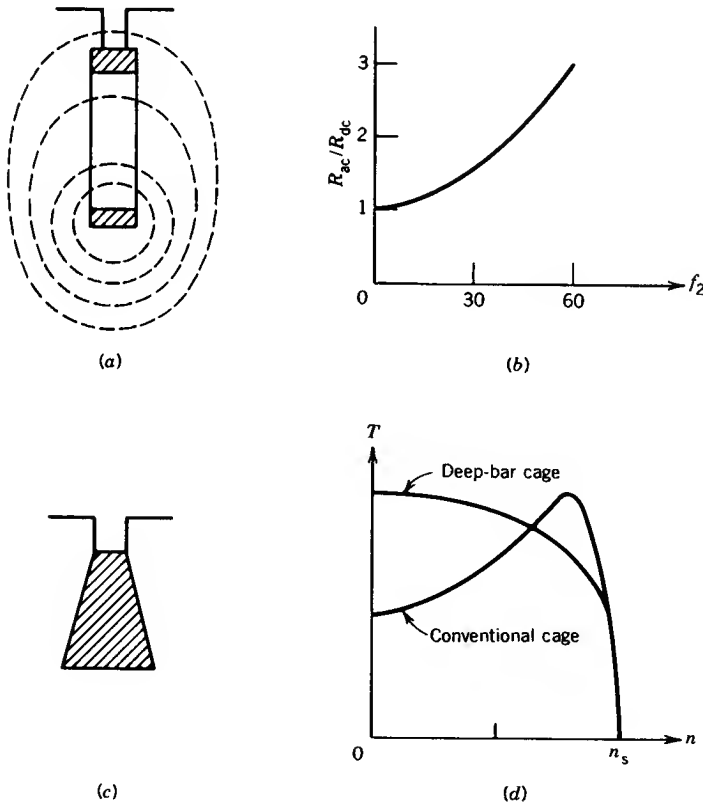 (a)
R_ac/R_dc
3
2
1
0
30
60
f_2
(b)
(c)
T
Deep-bar cage
Conventional cage
0
n_s
n
(d)